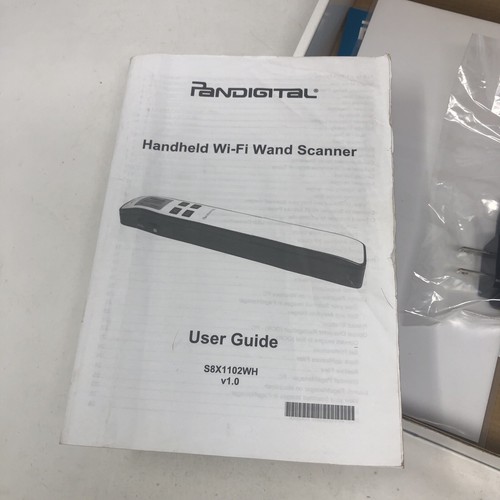 PANDIGITAL®
Handheld Wi-Fi Wand Scanner
User Guide
S8X1102WH
v1.0